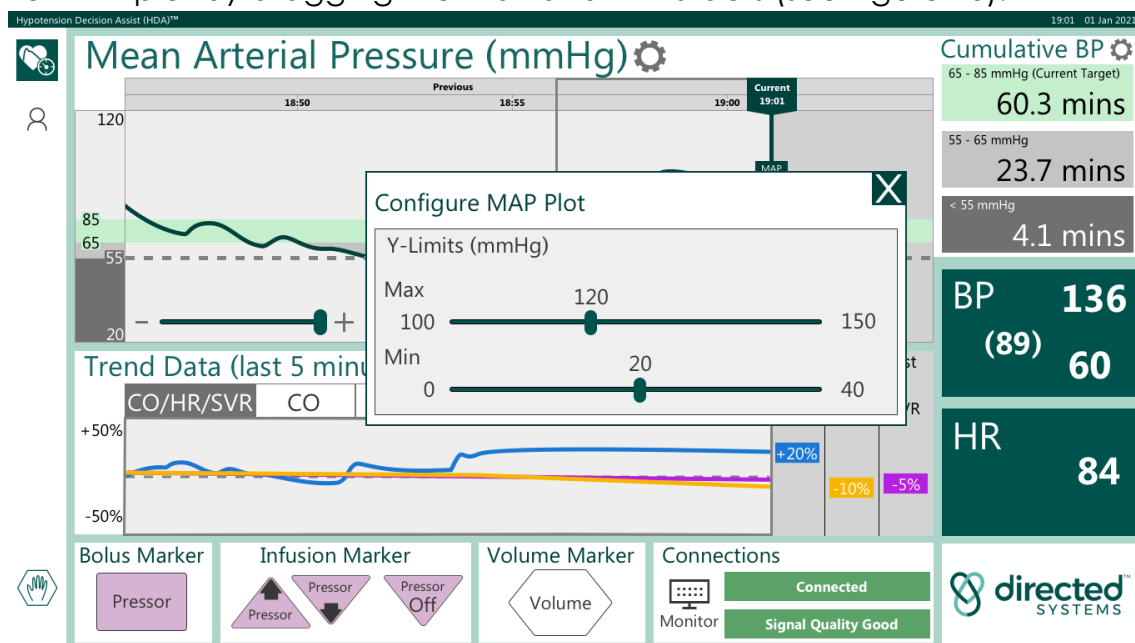 Hypotension Decision Assist (HDA)™
19:01 01 Jan 2021
Mean Arterial Pressure (mmHg)
Previous
Current
18:50
18:55
19:00
19:01
120
MAP
85
65
55
20
- +
Configure MAP Plot
X
Y-Limits (mmHg)
Max
120
100
150
Min
20
0
40
Cumulative BP
65 - 85 mmHg (Current Target)
60.3 mins
55 - 65 mmHg
23.7 mins
< 55 mmHg
4.1 mins
BP
136
(89)
60
HR
84
Trend Data (last 5
CO/HR/SVR
CO
+50%
-50%
+20%
-10%
-5%
Bolus Marker
Pressor
Infusion Marker
Pressor
Pressor
Pressor
Off
Volume Marker
Volume
Connections
Monitor
Connected
Signal Quality Good
directed™
SYSTEMS